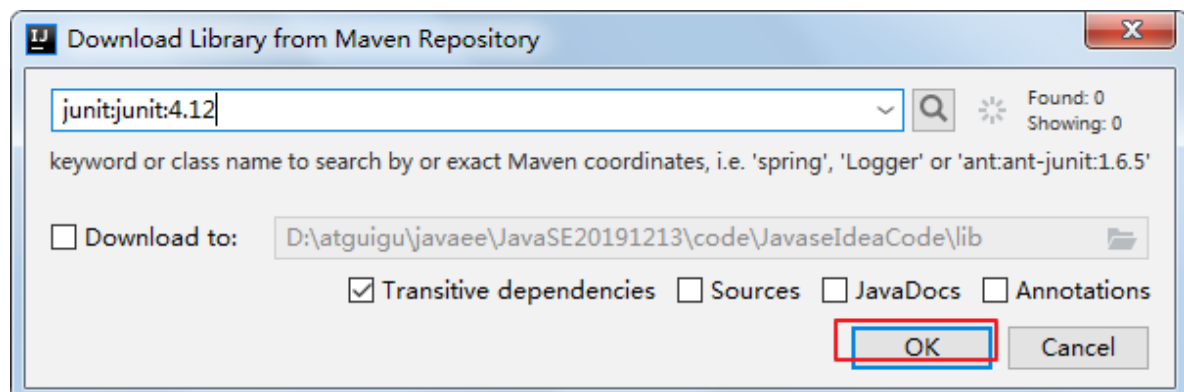 IJ
Download Library from Maven Repository
junit:junit:4.12
Found: 0
Showing: 0
keyword or class name to search by or exact Maven coordinates, i.e. 'spring', 'Logger' or 'ant:ant-junit:1.6.5'
Download to:
D:\atguigu\javaee\JavaSE20191213\code\JavaseIdeaCode\lib
Transitive dependencies Sources JavaDocs Annotations
OK Cancel